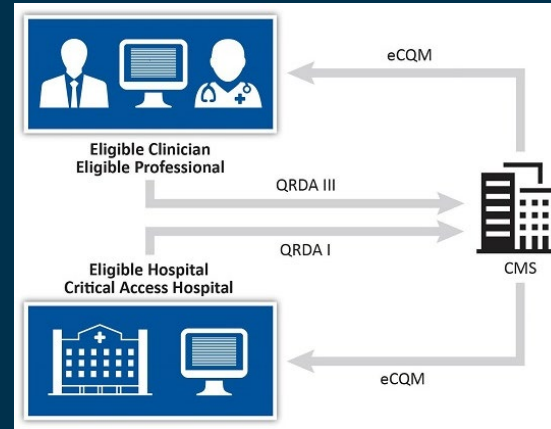 eCQM
Eligible Clinician
Eligible Professional
QRDA III
QRDA I
Eligible Hospital
Critical Access Hospital
CMS
eCQM